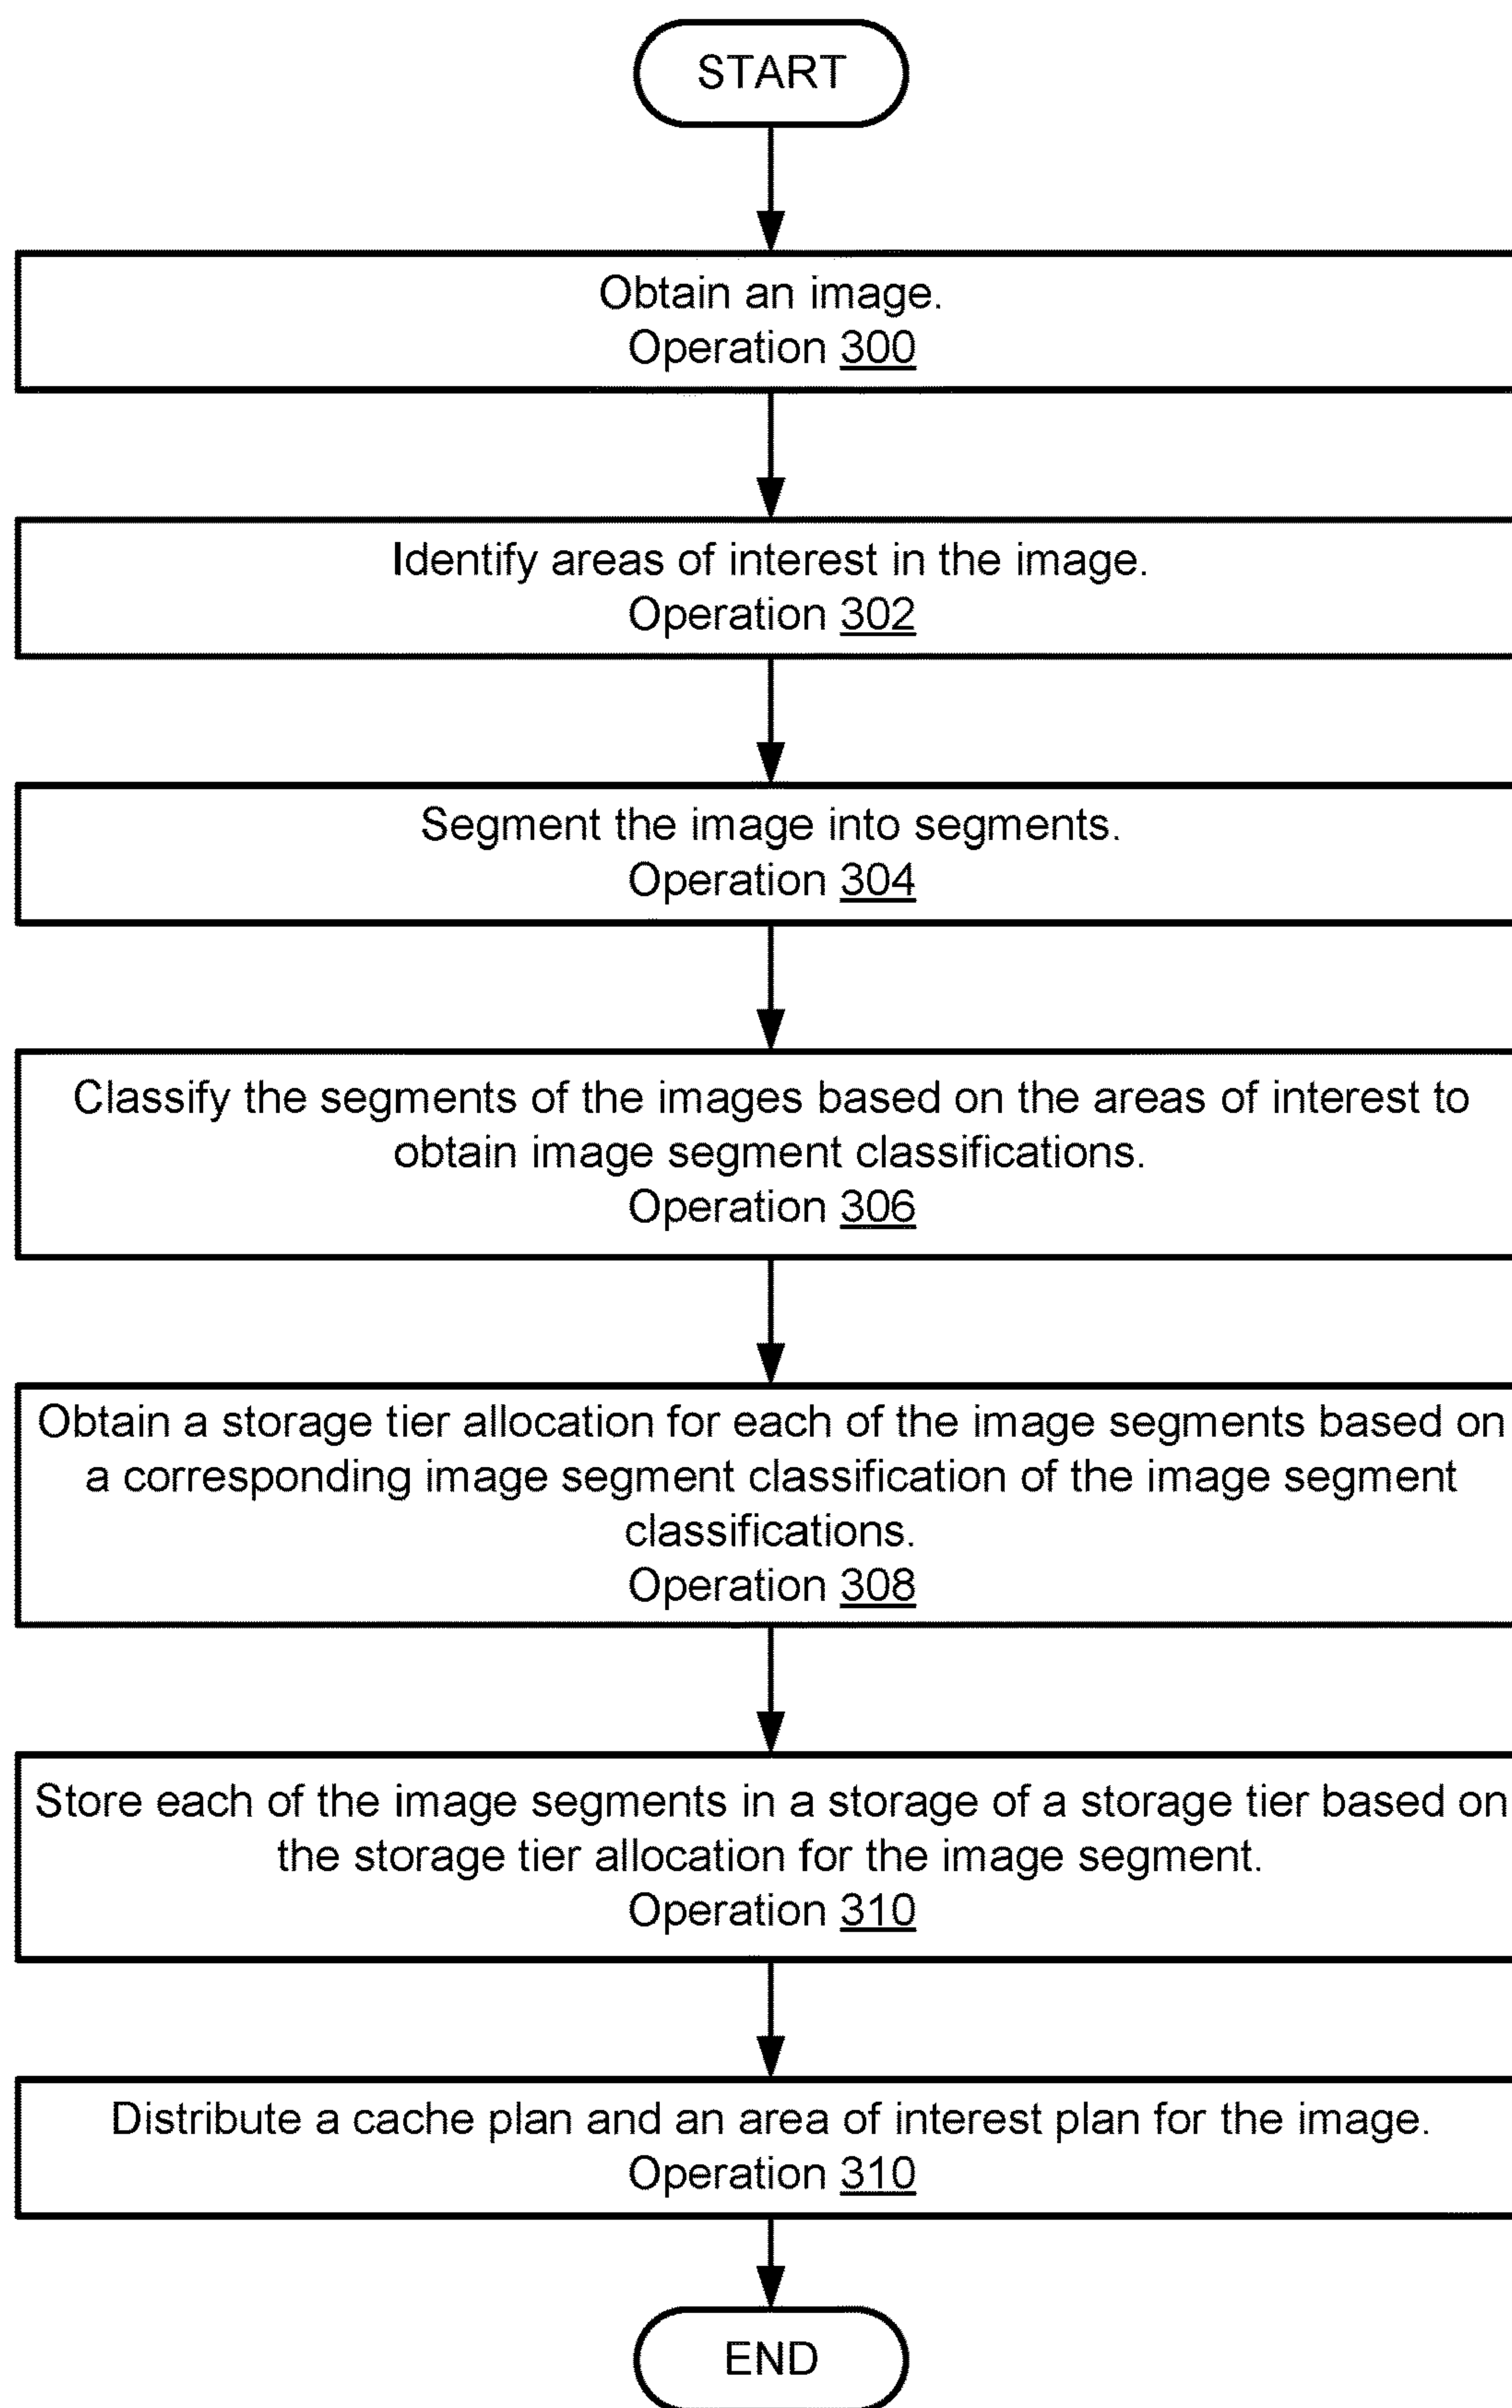 START
Obtain an image.
Operation 300
Identify areas of interest in the image.
Operation 302
Segment the image into segments.
Operation 304
Classify the segments of the images based on the areas of interest to
obtain image segment classifications.
Operation 306
Obtain a storage tier allocation for each of the image segments based on
a corresponding image segment classification of the image segment
classifications.
Operation 308
Store each of the image segments in a storage of a storage tier based on
the storage tier allocation for the image segment.
Operation 310
Distribute a cache plan and an area of interest plan for the image.
Operation 310
END